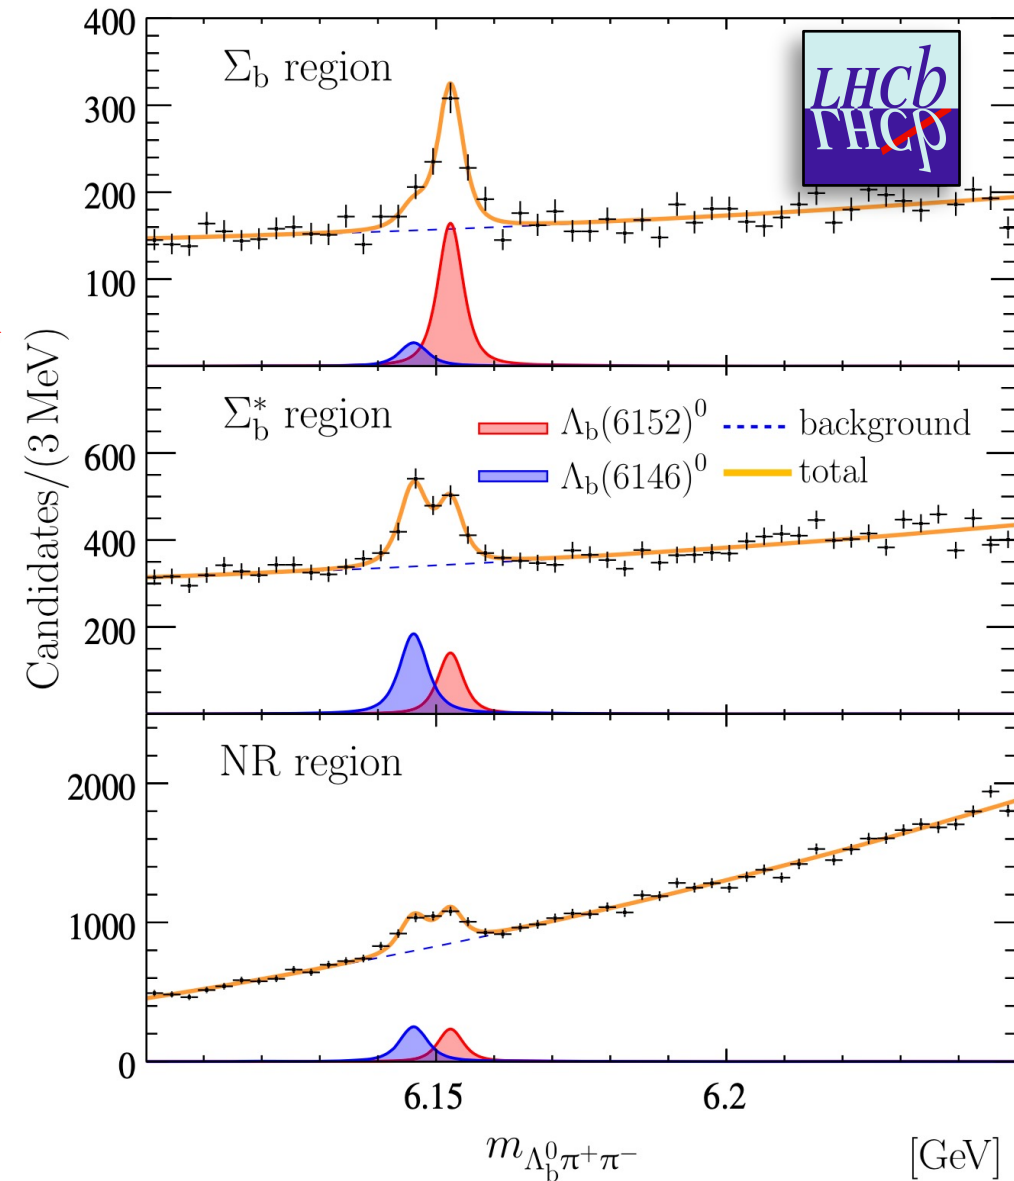 400
Σb region
LHCb
LHCp
300
200
100
Σb* region
Λb(6152)0
background
600
Λb(6146)0
total
400
200
Candidates/(3 MeV)
NR region
2000
1000
0
6.15
6.2
mΛb0π+π−
[GeV]